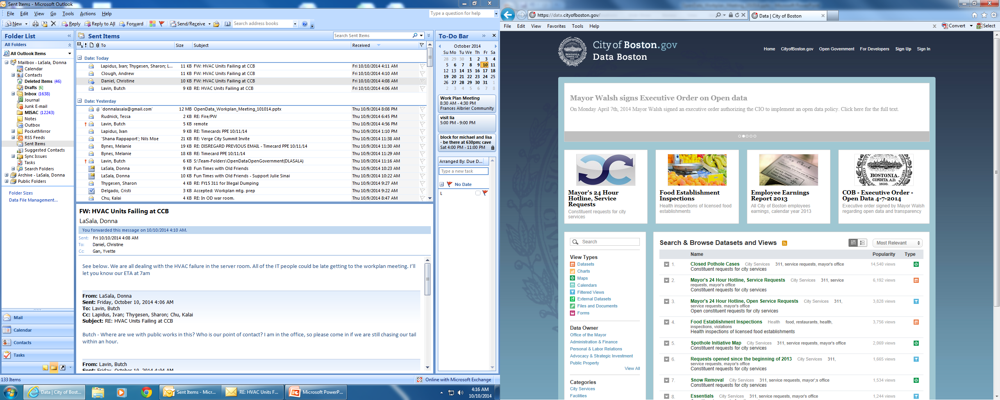 Sent Items - Microsoft Outlook
File Edit View Go Tools Actions Help
Type a question for help
New Reply Reply to All Forward Send/Receive Search address books
Folder List
All Folders
All Outlook Items
Mailbox - LaSala, Donna
Calendar
Contacts
Deleted Items (46)
Drafts [6]
Inbox (1638)
Journal
Junk E-mail
MISAC (12243)
Notes
Outbox
PocketMirror
RSS Feeds
Sent Items
Suggested Contacts
Sync Issues
Tasks
Search Folders
Archive - LaSala, Donna
Public Folders
Folder Sizes
Data File Management...
Mail
Calendar
Contacts
Tasks
133 Items
Sent Items
Search Sent Items
To Size Subject Received
Date: Today
Lapidus, Ivan; Thygesen, Sharon; L... 11 KB FW: HVAC Units Failing at CCB Fri 10/10/2014 4:11 AM
Clough, Andrew 11 KB FW: HVAC Units Failing at CCB Fri 10/10/2014 4:10 AM
Daniel, Christine 10 KB FW: HVAC Units Failing at CCB Fri 10/10/2014 4:08 AM
Lavin, Butch 9 KB RE: HVAC Units Failing at CCB Fri 10/10/2014 4:06 AM
Date: Yesterday
'donnalasala@gmail.com' 12 MB OpenData_Workplan_Meeting_101014.pptx Thu 10/9/2014 8:08 PM
Rudnick, Tessa 2 KB RE: Fire/PW Thu 10/9/2014 6:45 PM
Lavin, Butch 5 KB remote Thu 10/9/2014 4:56 PM
Lapidus, Ivan 9 KB RE: Timecards PPE 10/11/14 Thu 10/9/2014 1:10 PM
'Shana Rappaport'; Nils Moe 21 KB RE: Verge City Summit Invite Thu 10/9/2014 11:38 AM
Bynes, Melanie 19 KB RE: DISREGARD PREVIOUS EMAIL - Timecard PPE 10/11/14 Thu 10/9/2014 11:30 AM
Bynes, Melanie 18 KB RE: Timecard PPE 10/11/14 Thu 10/9/2014 11:29 AM
Lavin, Butch 6 KB S:\Team-Folders\OpenDataOpenGovernment(DLASALA) Thu 10/9/2014 11:16 AM
LaSala, Donna 9 KB Fun Times with Old Friends Thu 10/9/2014 10:23 AM
LaSala, Donna 10 KB Fun Times with Old Friends - Support Julie Sinai Thu 10/9/2014 10:22 AM
Thygesen, Sharon 4 KB RE: FY15 311 for Illegal Dumping Thu 10/9/2014 9:27 AM
Delgado, Cristi 3 KB Accepted: Workplan mtg. prep Thu 10/9/2014 9:22 AM
Chu, Kalai 4 KB RE: In OD war room. Thu 10/9/2014 8:47 AM
FW: HVAC Units Failing at CCB
LaSala, Donna
You forwarded this message on 10/10/2014 4:10 AM.
Sent: Fri 10/10/2014 4:08 AM
To: Daniel, Christine
Cc: Gan, Yvette
See below. We are all dealing with the HVAC failure in the server room. All of the IT people could be late getting to the workplan meeting. I'll
let you know our ETA at 7am
From: LaSala, Donna
Sent: Friday, October 10, 2014 4:06 AM
To: Lavin, Butch
Cc: Lapidus, Ivan; Thygesen, Sharon; Chu, Kalai
Subject: RE: HVAC Units Failing at CCB
Butch - Where are we with public works in this? Who is our point of contact? I am in the office, so please come in if we are still chasing our tail
within an hour.
From: Lavin, Butch
Sent: Friday, October 10, 2014 4:04 AM
To-Do Bar
October 2014
Su Mo Tu We Th Fr Sa
28 29 30 1 2 3 4
5 6 7 8 9 10 11
12 13 14 15 16 17 18
19 20 21 22 23 24 25
26 27 28 29 30 31 1
2 3 4 5 6 7 8
Work Plan Meeting
8:30 AM - 4:30 PM
Frances Albrier Community
visit lia
5:00 PM - 9:00 PM
block for michael and lisa
- be there at 630pm; cave
Sat 4:00 PM - 11:00 PM
Arranged By: Due D...
Type a new task
No Date
L
Online with Microsoft Exchange
Data | City of Bost...
Sent Items - Micr...
RE: HVAC Units F...
Microsoft PowerP...
4:16 AM
10/10/2014
https://data.cityofboston.gov/
Data | City of Boston
File Edit View Favorites Tools Help
Convert Select
City of Boston.gov
Data Boston
Home CityofBoston.gov Open Government For Developers Sign Up Sign In
Mayor Walsh signs Executive Order on Open data
On Monday April 7th, 2014 Mayor Walsh signed an executive order authorizing the CIO to implement an open data policy. Click here for the full text.
Mayor's 24 Hour
Hotline, Service
Requests
Constituent requests for city
services
Food Establishment
Inspections
Health inspections of licensed food
establishments
Weekly Hours: 40
Employee Earnings
Report 2013
All City of Boston employees
earnings, calendar year 2013
BOSTONIA.
CONDITA A.D.
1630.
COB - Executive Order -
Open Data 4-7-2014
Executive order signed by Mayor Walsh
regarding open data and transparency
Search
View Types
Datasets
Charts
Maps
Calendars
Filtered Views
External Datasets
Files and Documents
Forms
Data Owner
Office of the Mayor
Administration & Finance
Personal & Labor Relations
Advocacy & Strategic Investment
Public Property
View All
Categories
City Services
Facilities
Search & Browse Datasets and Views
Most Relevant
Name Popularity Type
1. Closed Pothole Cases City Services 311, service requests, mayor's office 14,540 views
Constituent requests for city services
2. Mayor's 24 Hour Hotline, Service Requests City Services 311, service 6,192 views
requests, mayor's office
Constituent requests for city services
3. Mayor's 24 Hour Hotline, Open Service Requests City Services 311, 3,828 views
service requests, mayor's office
Open constituent requests for city services
4. Food Establishment Inspections Health food, restaurants, health, 3,756 views
inspections, violations
Health inspections of licensed food establishments
5. Spothole Initiative Map City Services 311, service requests, mayor's office 2,069 views
Constituent requests for city services
6. Requests opened since the beginning of 2013 City Services 311, 1,665 views
service requests, mayor's office
Constituent requests for city services
7. Snow Removal City Services 311, service requests, mayor';s office 1,534 views
Constituent requests for city services
8. Essentials City Services 311, service requests, mayor's office 1,244 views